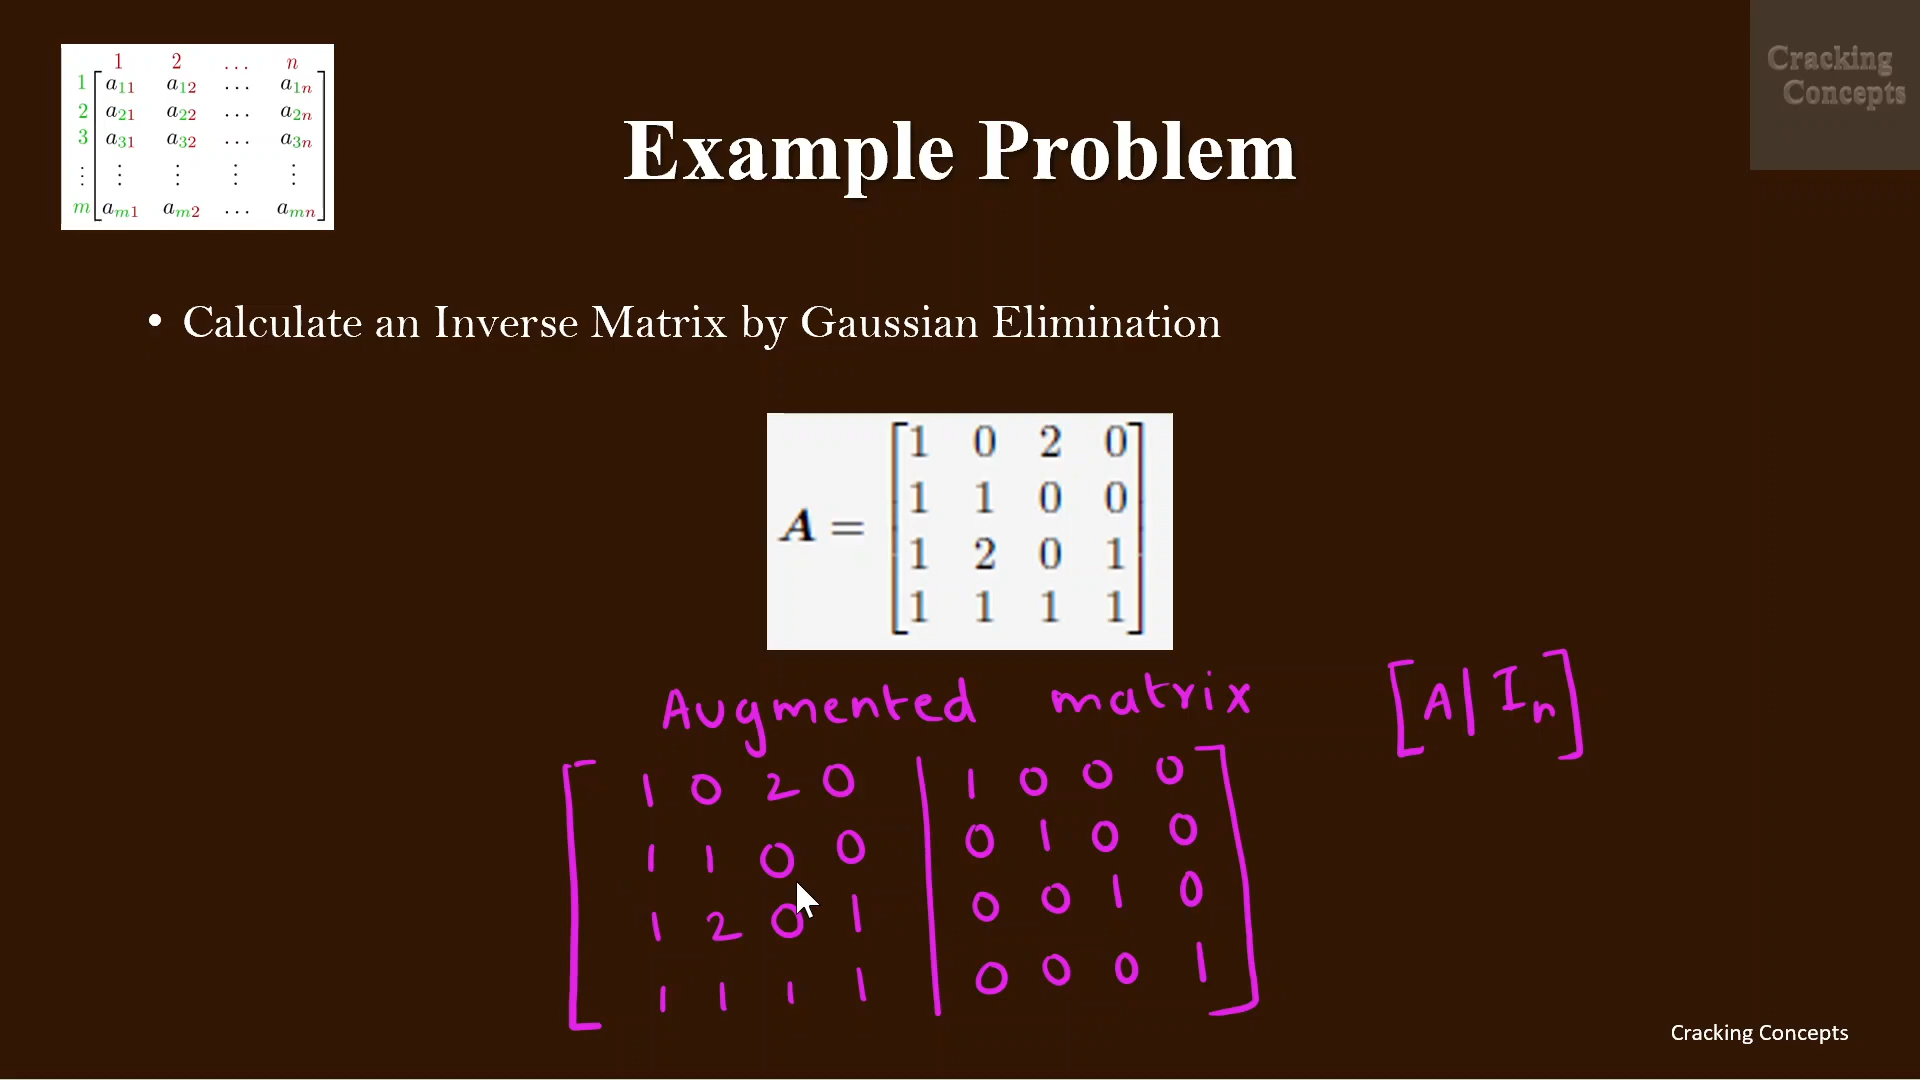 1 2 ... n
1 a11 a12 ... a1n
2 a21 a22 ... a2n
3 a31 a32 ... a3n
⋮ ⋮ ⋮ ⋮ ⋮
m am1 am2 ... amn
Cracking
Concepts
Example Problem
• Calculate an Inverse Matrix by Gaussian Elimination
A =
1 0 2 0
1 1 0 0
1 2 0 1
1 1 1 1
Augmented matrix [A | In]
1 0 2 0 | 1 0 0 0
1 1 0 0 | 0 1 0 0
1 2 0 1 | 0 0 1 0
1 1 1 1 | 0 0 0 1
Cracking Concepts